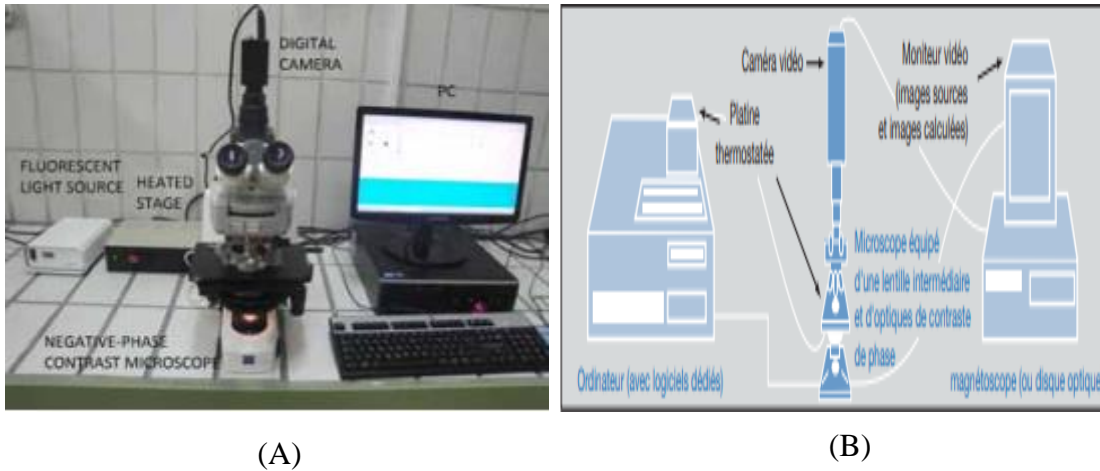 DIGITAL
CAMERA
PC
FLUORESCENT
LIGHT SOURCE
HEATED
STAGE
NEGATIVE-PHASE
CONTRAST MICROSCOPE
(A)
Caméra vidéo
Moniteur vidéo
(images sources
et images calculées)
Platine
thermostatée
Microscope équipé
d'une lentille intermédiaire
et d'optiques de contraste
de phase
Ordinateur (avec logiciels dédiés)
magnétoscope (ou disque optique
(B)